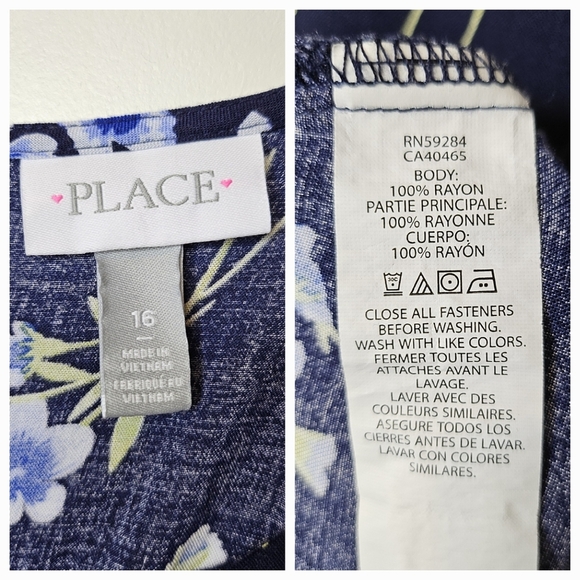 PLACE
16
MADE IN
VIETNAM
FABRIQUÉ AU
VIETNAM
RN59284
CA40465
BODY:
100% RAYON
PARTIE PRINCIPALE:
100% RAYONNE
CUERPO:
100% RAYÓN
CLOSE ALL FASTENERS
BEFORE WASHING.
WASH WITH LIKE COLORS.
FERMER TOUTES LES
ATTACHES AVANT LE
LAVAGE.
LAVER AVEC DES
COULEURS SIMILAIRES.
ASEGURE TODOS LOS
CIERRES ANTES DE LAVAR.
LAVAR CON COLORES
SIMILARES.